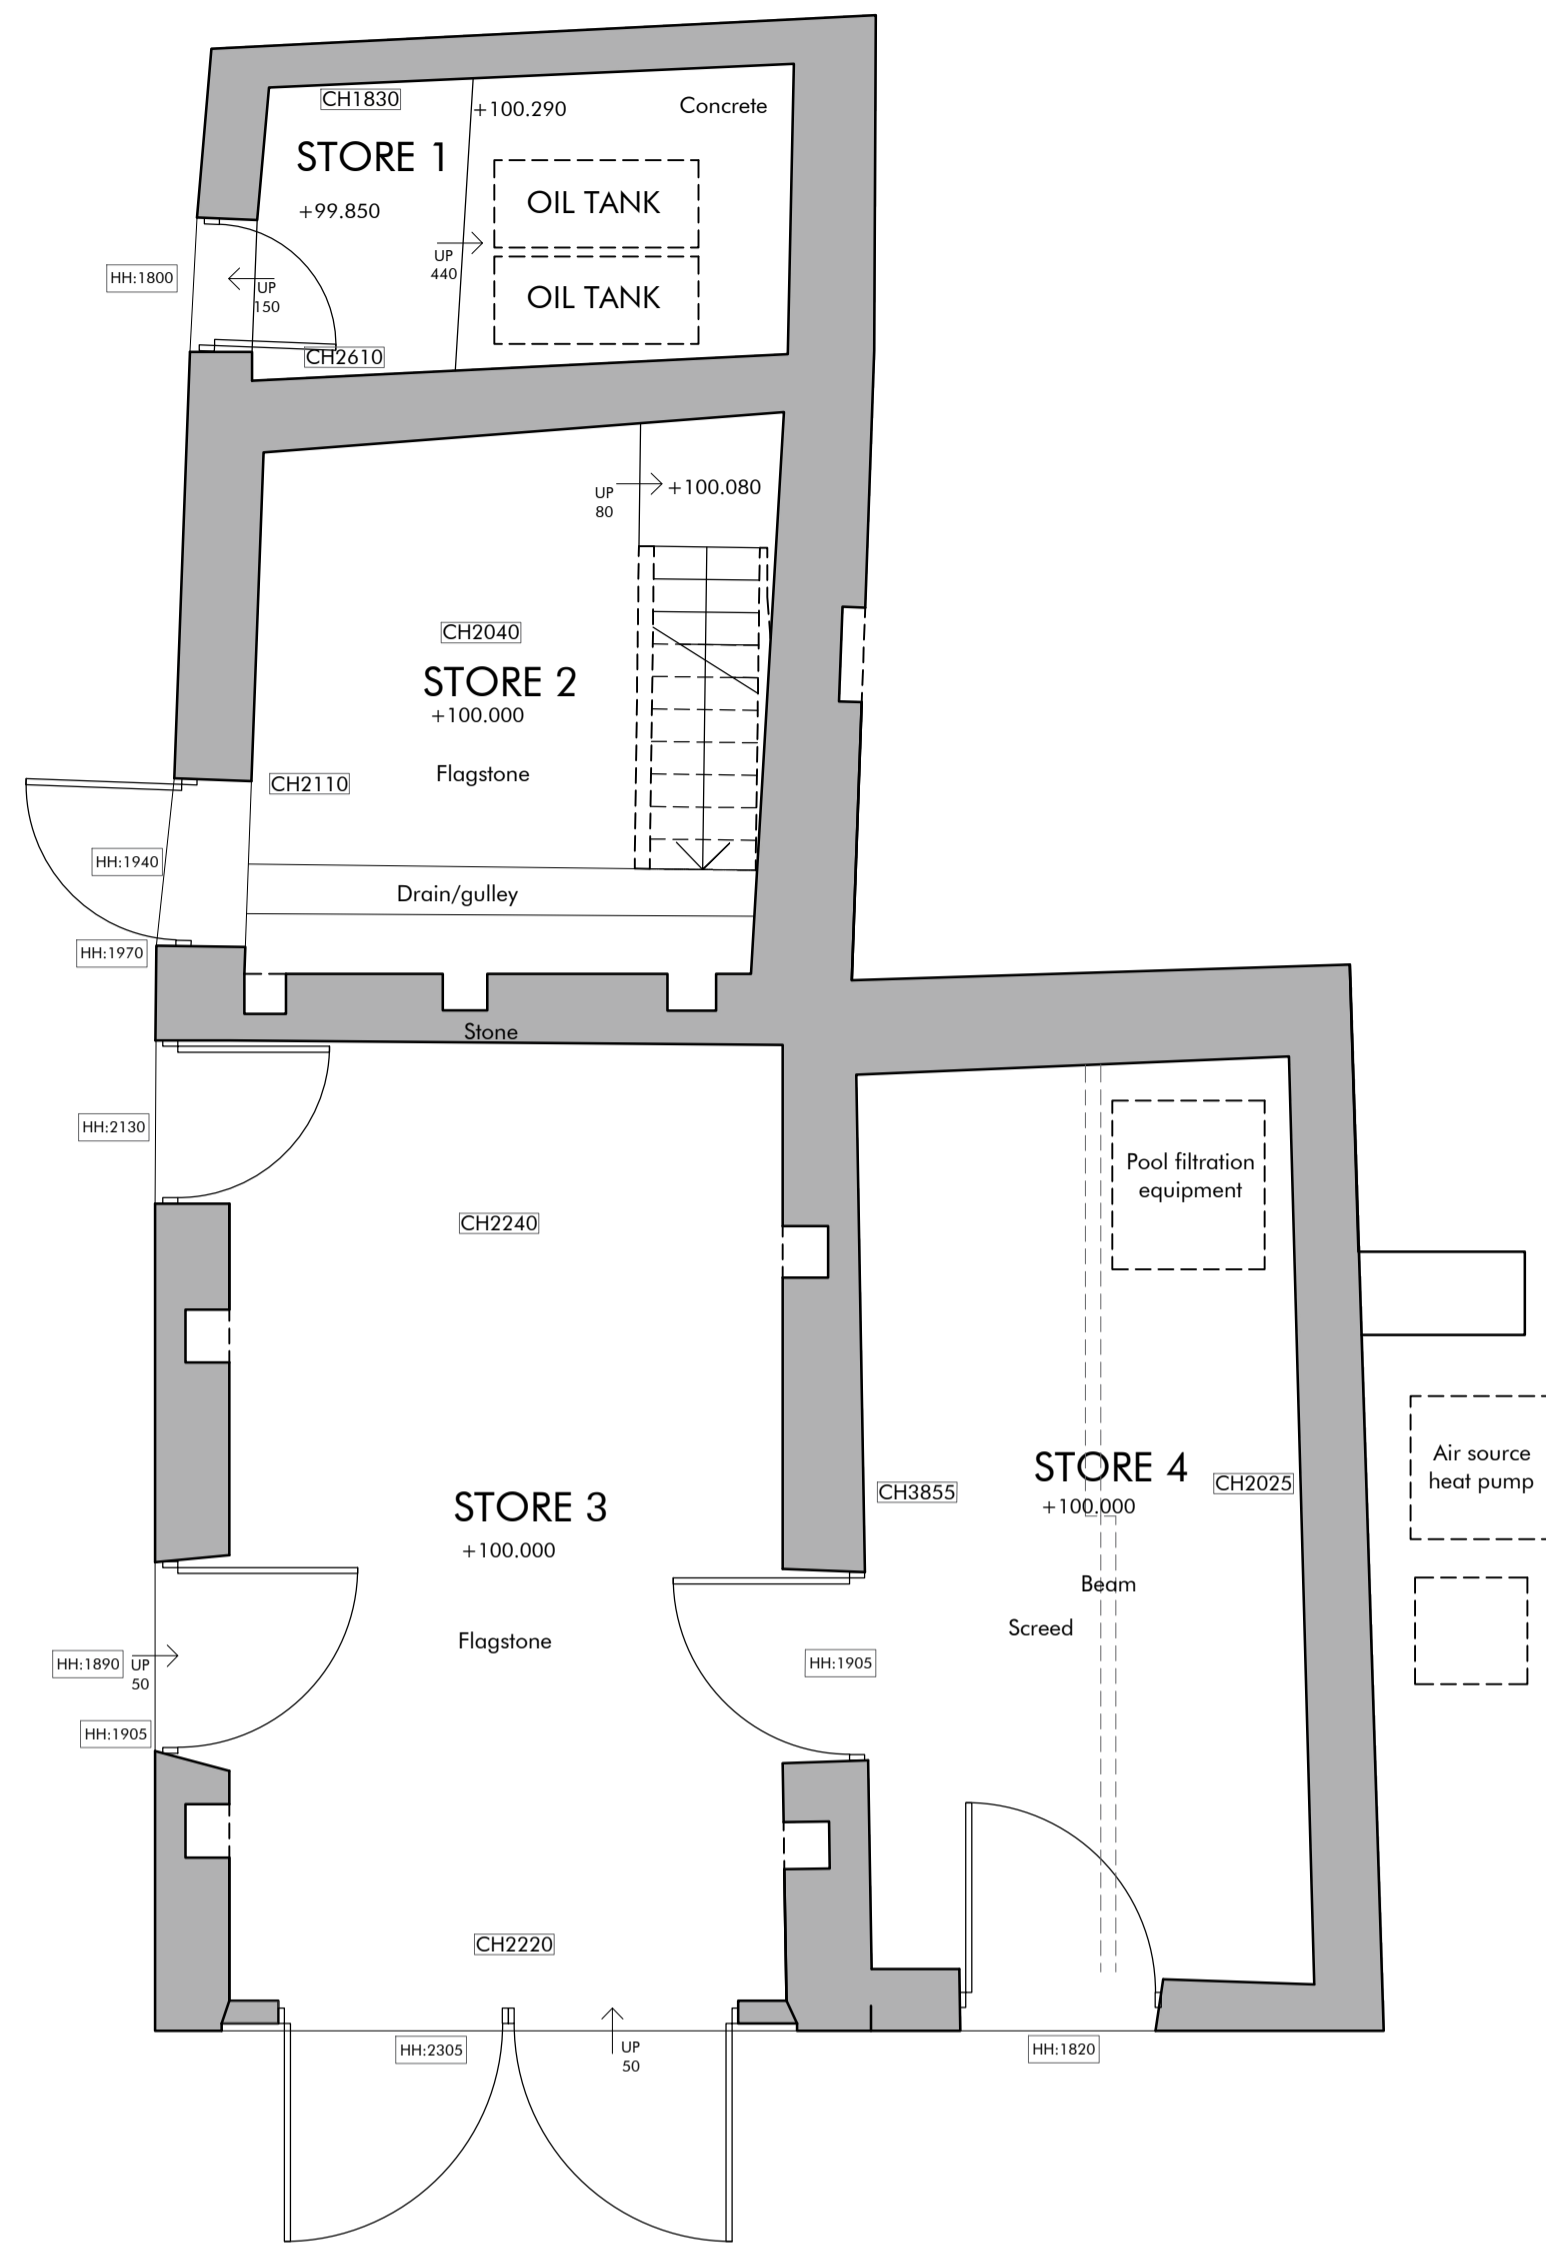 CH1830
+100.290
Concrete
STORE 1
OIL TANK
+99.850
UP
440
HH:1800
UP
150
OIL TANK
CH2610
UP
80
+100.080
CH2040
STORE 2
+100.000
Flagstone
CH2110
HH:1940
Drain/gulley
HH:1970
Stone
HH:2130
Pool filtration
equipment
CH2240
Air source
heat pump
STORE 4
CH3855
CH2025
+100.000
STORE 3
+100.000
Beam
Screed
Flagstone
HH:1890
UP
50
HH:1905
HH:1905
CH2220
HH:2305
UP
50
HH:1820